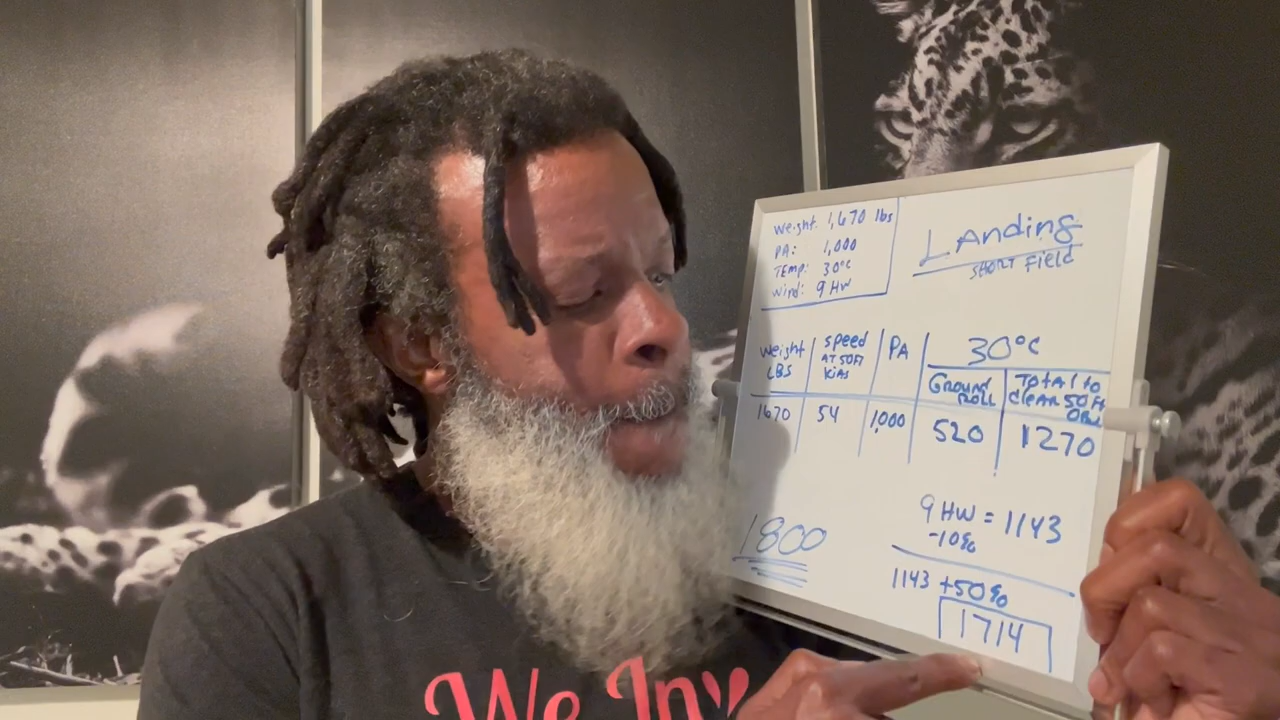 Weight: 1,670 lbs
PA: 1,000
TEMP: 30°C
Wind: 9 HW
LANDING
SHORT FIELD
Weight LBS
Speed AT 50FT KIAS
PA
30°C
GROUND ROLL
TOTAL to CLEAR 50 Ft
1670
54
1,000
520
1270
9 HW = 1143
-10%
1143 +50%
1714
1800
We